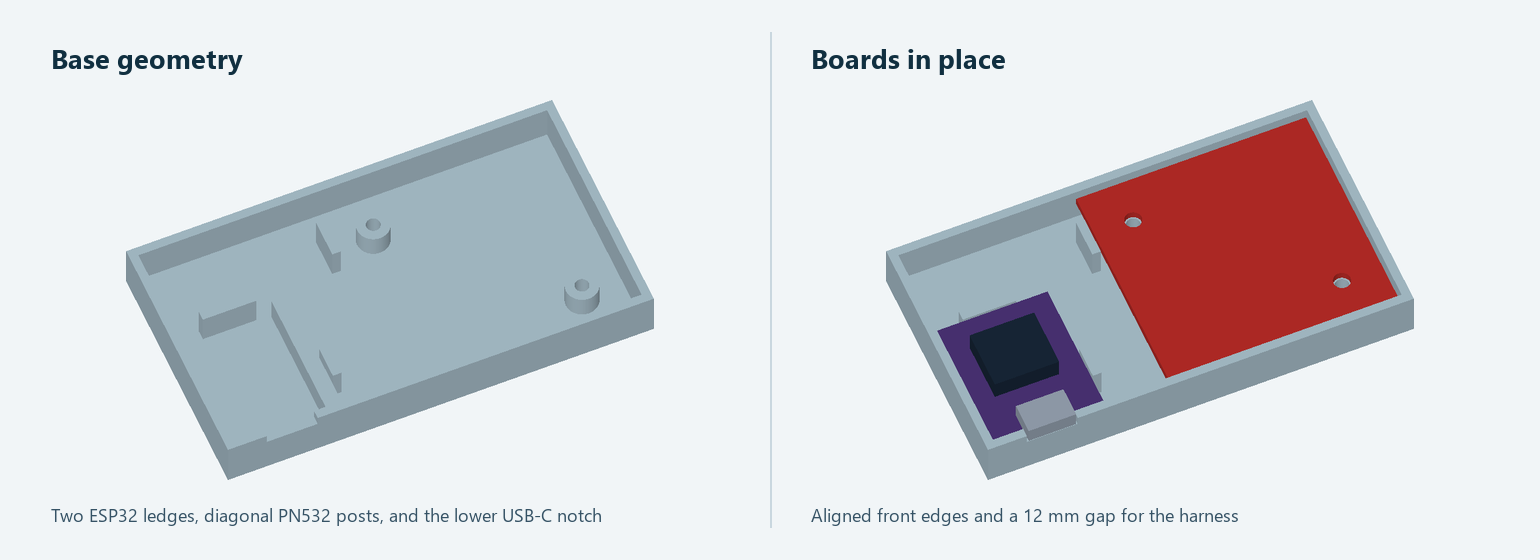 Base geometry
Boards in place
Two ESP32 ledges, diagonal PN532 posts, and the lower USB-C notch
Aligned front edges and a 12 mm gap for the harness